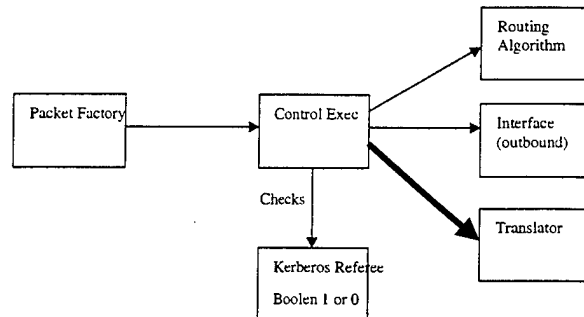 Routing
Algorithm
Packet Factory
Control Exec
Interface
(outbound)
Checks
Translator
Kerberos Referee
Boolen 1 or 0